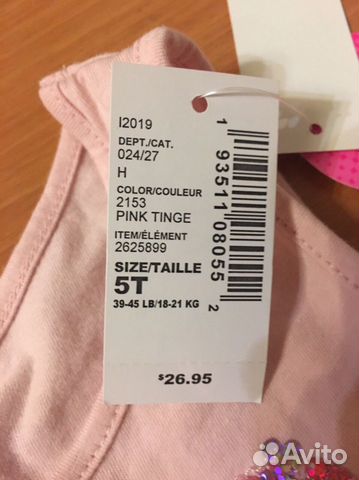 I2019
DEPT./CAT.
024/27
H
COLOR/COULEUR
2153
PINK TINGE
ITEM/ÉLÉMENT
2625899
SIZE/TAILLE
5T
39-45 LB/18-21 KG
$26.95
1 93511 08055 2
Avito